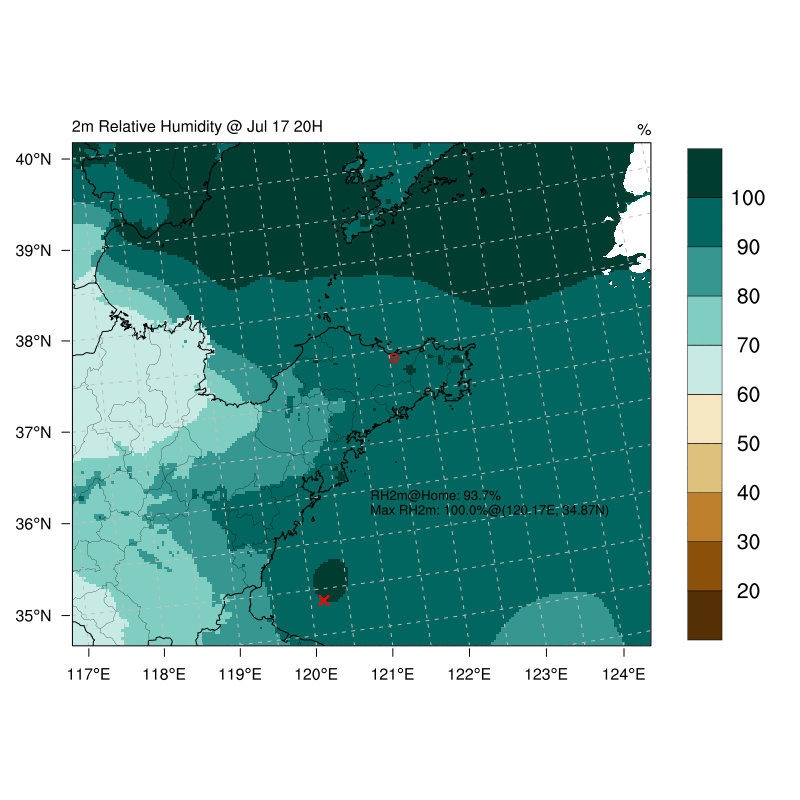 2m Relative Humidity @ Jul 17 20H
%
40°N
39°N
38°N
37°N
36°N
35°N
117°E
118°E
119°E
120°E
121°E
122°E
123°E
124°E
100
90
80
70
60
50
40
30
20
RH2m@Home: 93.7%
Max RH2m: 100.0%@(120.17E, 34.87N)